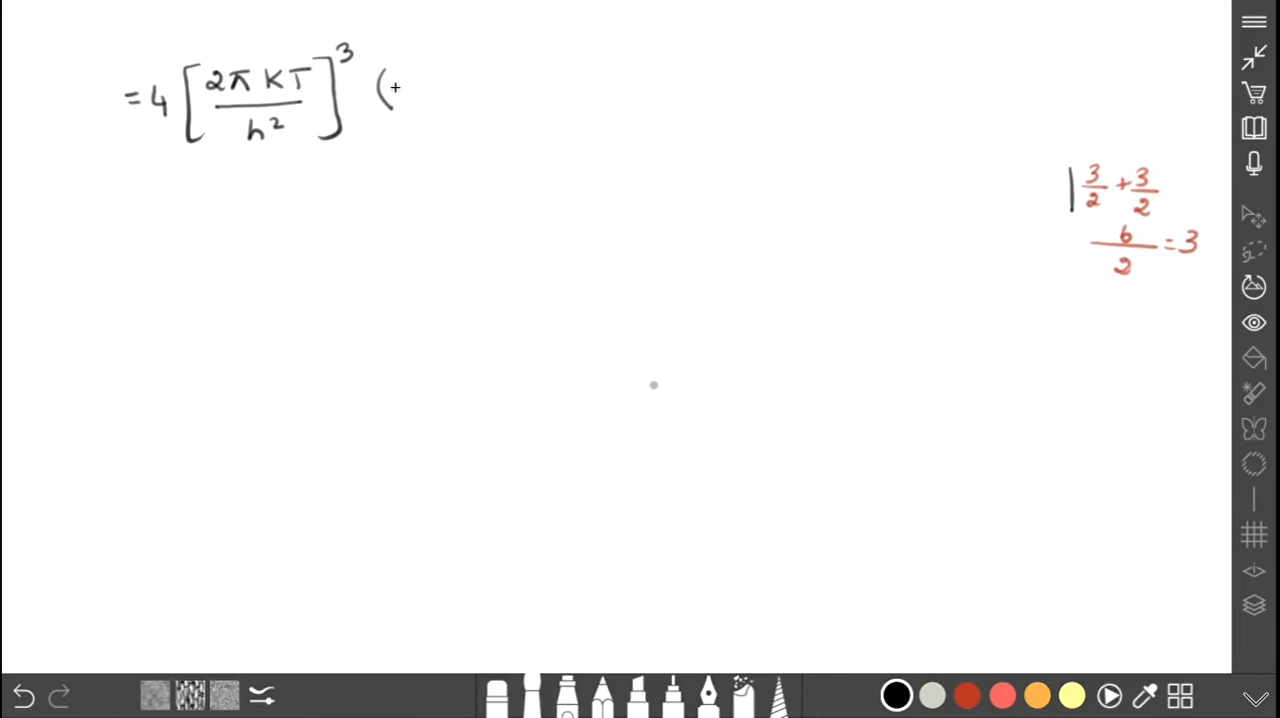 = 4 [ 2π KT / h² ]³ (
3/2 + 3/2
6/2 = 3